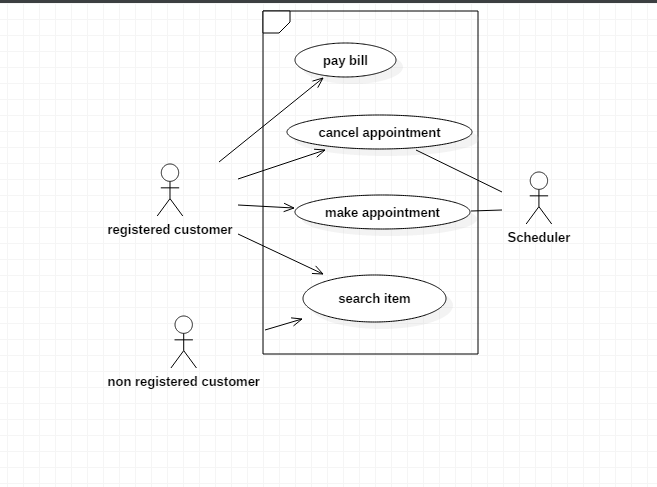 pay bill
cancel appointment
make appointment
registered customer
Scheduler
search item
non registered customer